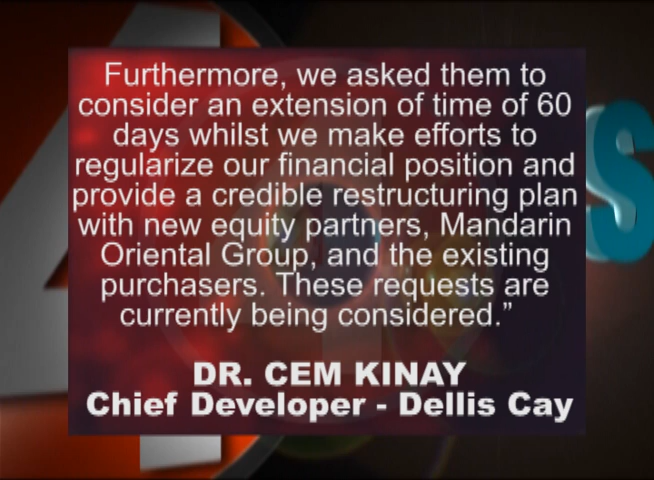 Furthermore, we asked them to
consider an extension of time of 60
days whilst we make efforts to
regularize our financial position and
provide a credible restructuring plan
with new equity partners, Mandarin
Oriental Group, and the existing
purchasers. These requests are
currently being considered.”
DR. CEM KINAY
Chief Developer - Dellis Cay
4
S